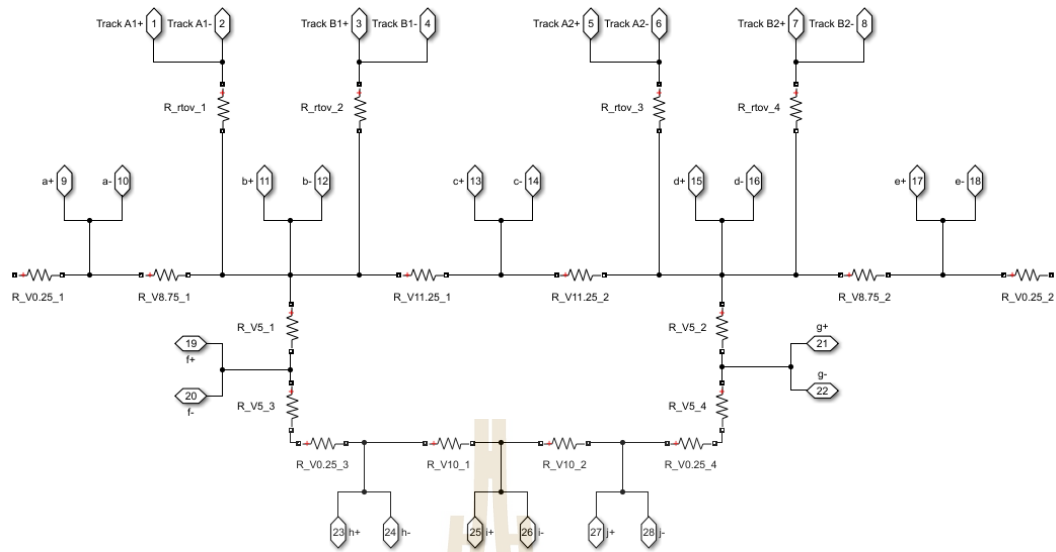 Track A1+ 1 Track A1- 2 Track B1+ 3 Track B1- 4 Track A2+ 5 Track A2- 6 Track B2+ 7 Track B2- 8
R_rtov_1 R_rtov_2 R_rtov_3 R_rtov_4
a+ 9 a- 10 b+ 11 b- 12 c+ 13 c- 14 d+ 15 d- 16 e+ 17 e- 18
R_V0.25_1 R_V8.75_1 R_V11.25_1 R_V11.25_2 R_V8.75_2 R_V0.25_2
R_V5_1 R_V5_2 g+
19 21
f+
g-
20 22
f- R_V5_3 R_V5_4
R_V0.25_3 R_V10_1 R_V10_2 R_V0.25_4
23 h+ 24 h- 25 i+ 26 i- 27 j+ 28 j-